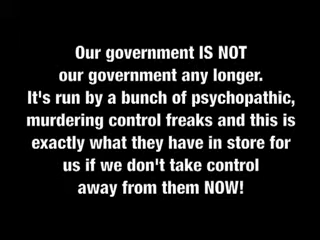 Our government IS NOT
our government any longer.
It's run by a bunch of psychopathic,
murdering control freaks and this is
exactly what they have in store for
us if we don't take control
away from them NOW!